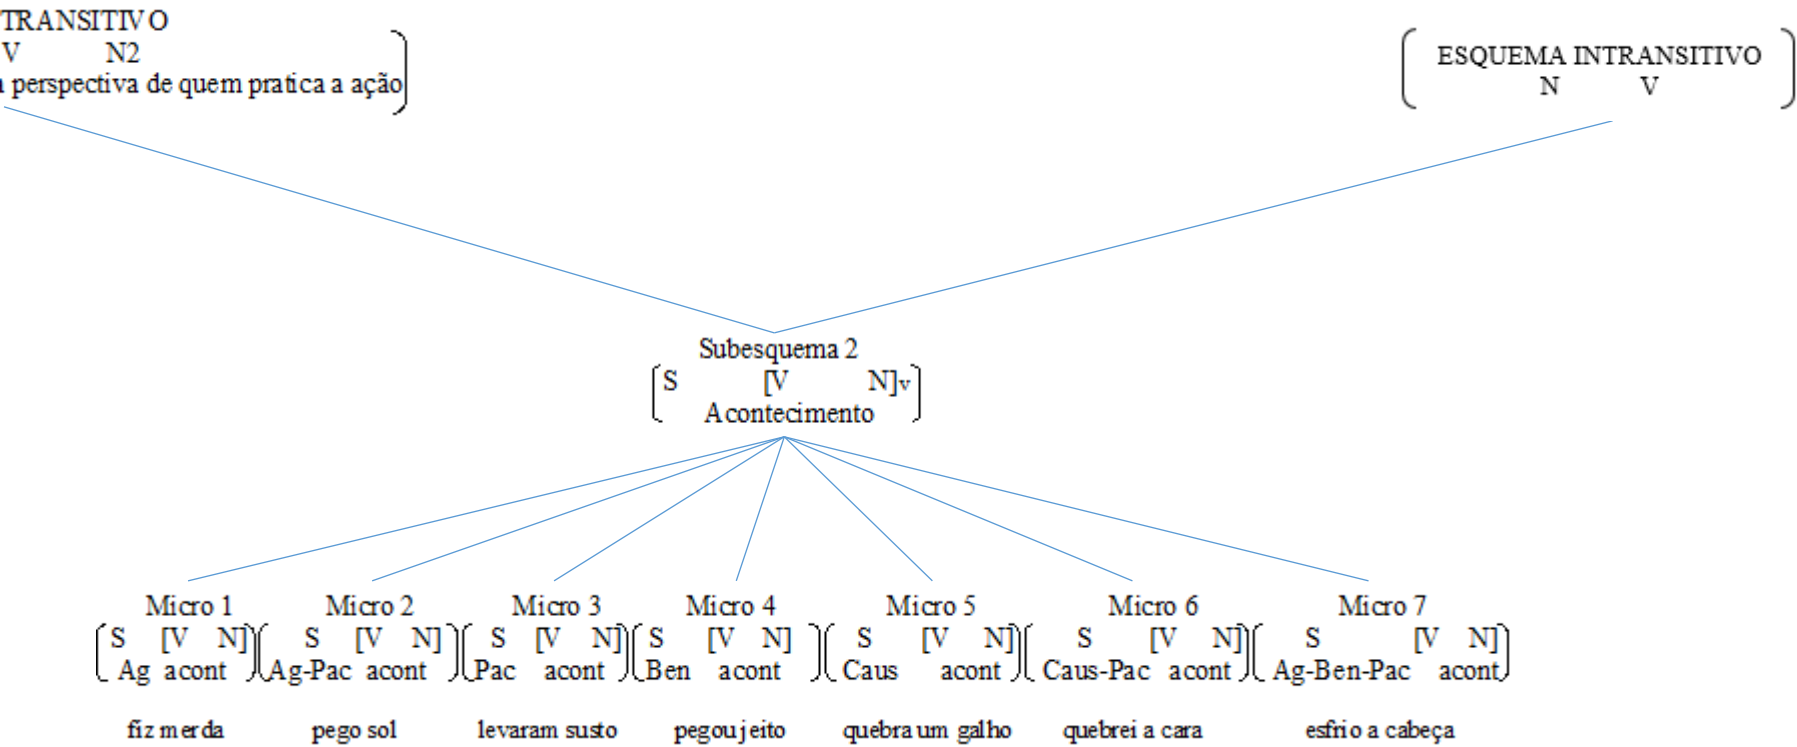 TRANSITIVO
V N2
perspectiva de quem pratica a ação
ESQUEMA INTRANSITIVO
N V
Subesquema 2
S [V N]v
Acontecimento
Micro 1 Micro 2 Micro 3 Micro 4 Micro 5 Micro 6 Micro 7
S [V N] S [V N] S [V N] S [V N] S [V N] S [V N] S [V N]
Ag acont Ag-Pac acont Pac acont Ben acont Caus acont Caus-Pac acont Ag-Ben-Pac acont
fiz merda pego sol levaram susto pegou jeito quebra um galho quebrei a cara esfrio a cabeça